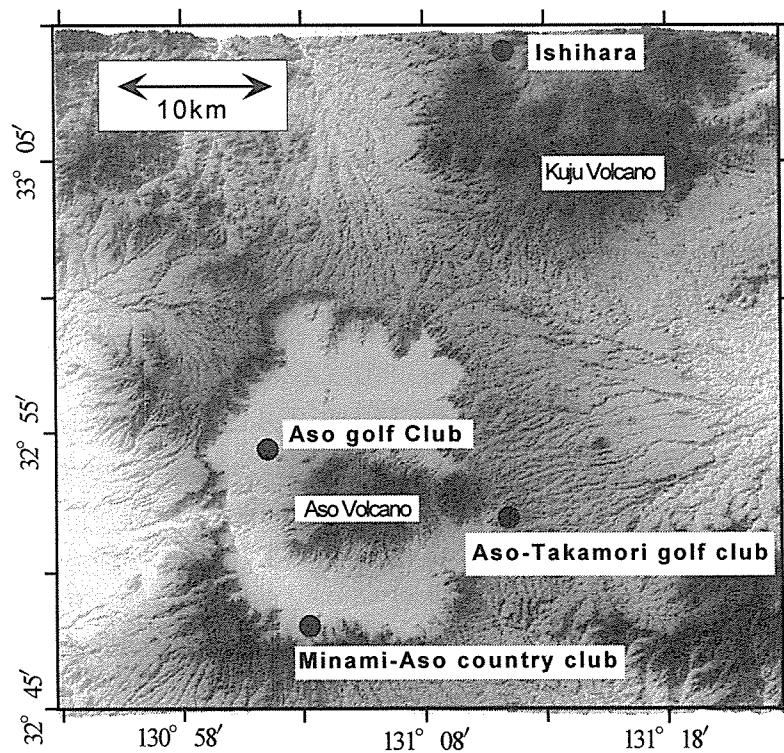 Ishihara
10km
33° 05′
Kuju Volcano
32° 55′
Aso golf Club
Aso Volcano
Aso-Takamori golf club
Minami-Aso country club
32° 45′
130° 58′
131° 08′
131° 18′